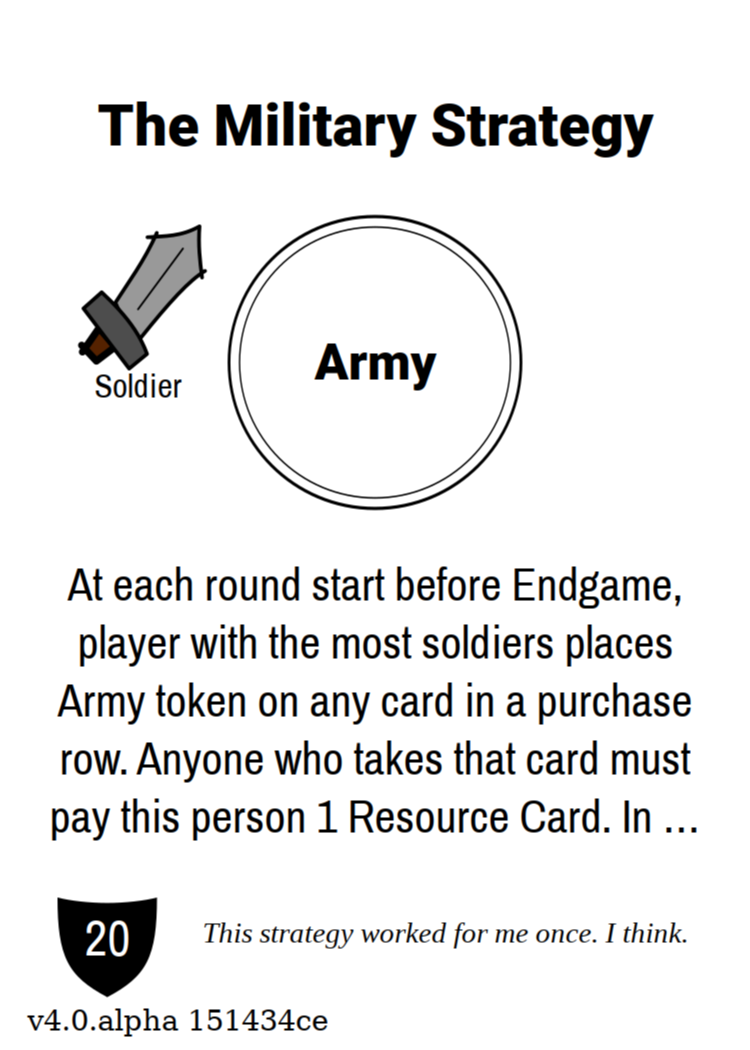 The Military Strategy
Soldier
Army
At each round start before Endgame,
player with the most soldiers places
Army token on any card in a purchase
row. Anyone who takes that card must
pay this person 1 Resource Card. In ...
20
This strategy worked for me once. I think.
v4.0.alpha 151434ce